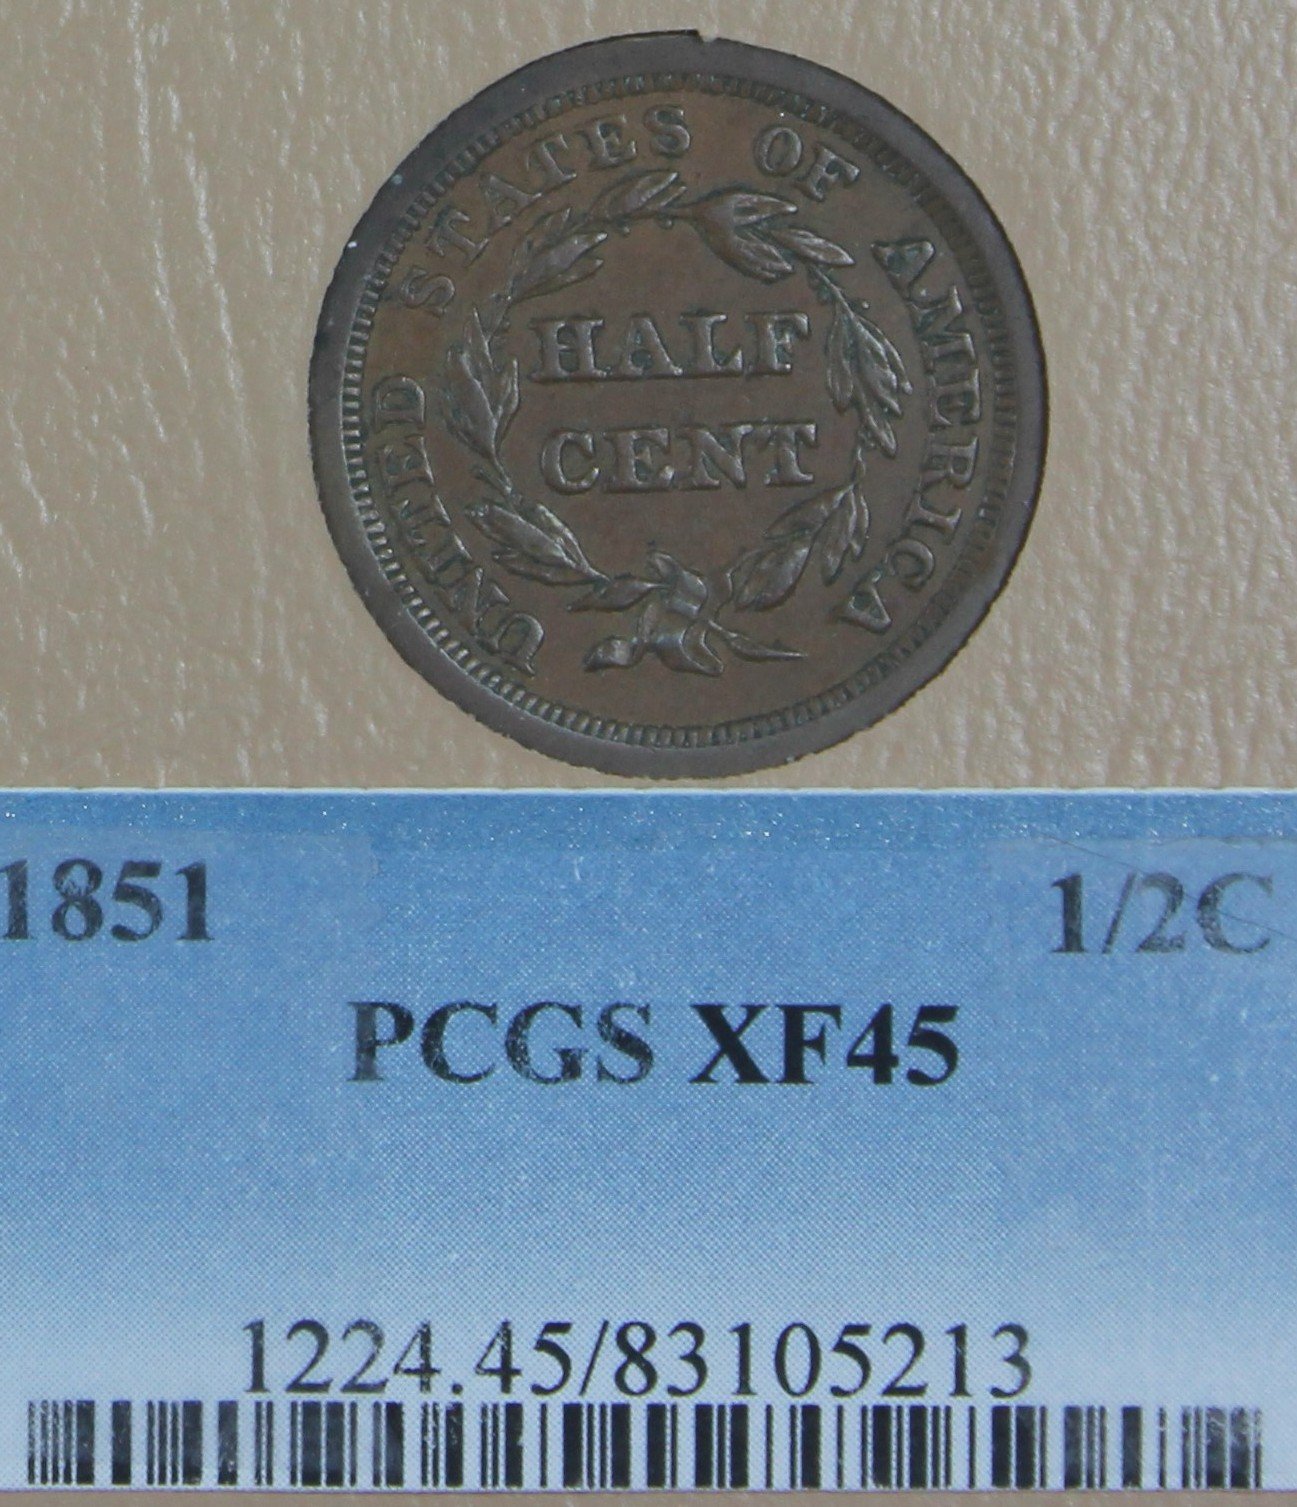 UNITED STATES OF AMERICA
HALF
CENT
1851 1/2C
PCGS XF45
1224.45/83105213